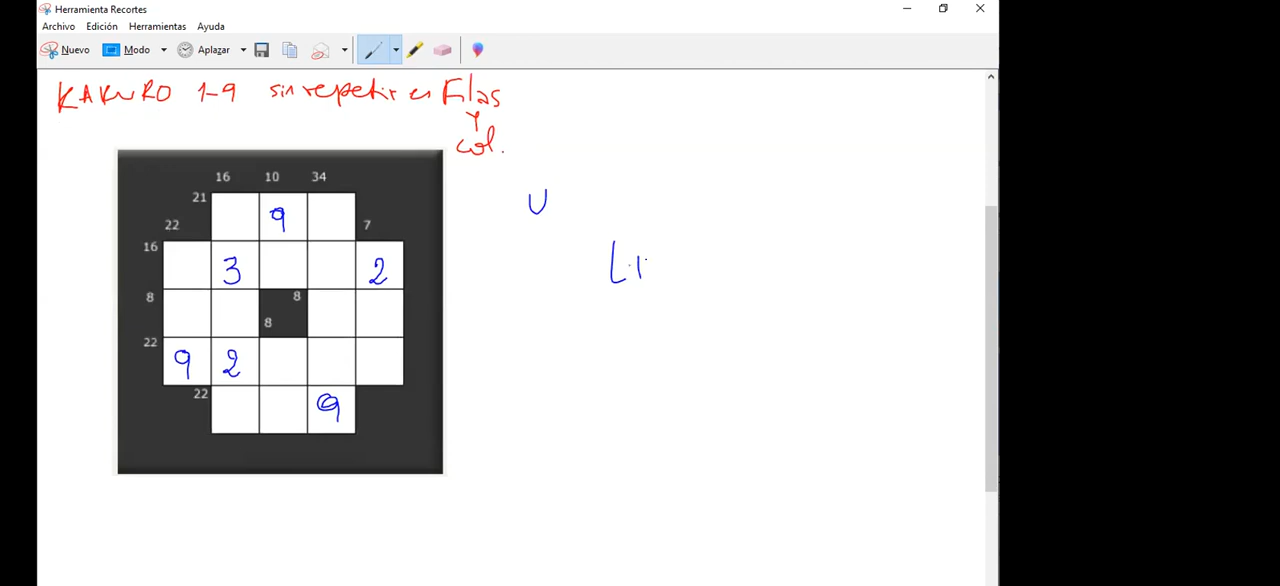 Herramienta Recortes
Archivo Edición Herramientas Ayuda
Nuevo Modo Aplazar
KAKURO 1-9 sin repetir en Filas
Y
col.
16 10 34
21
9
22 7
16
3 2
8 8
8
22
9 2
22
9
U